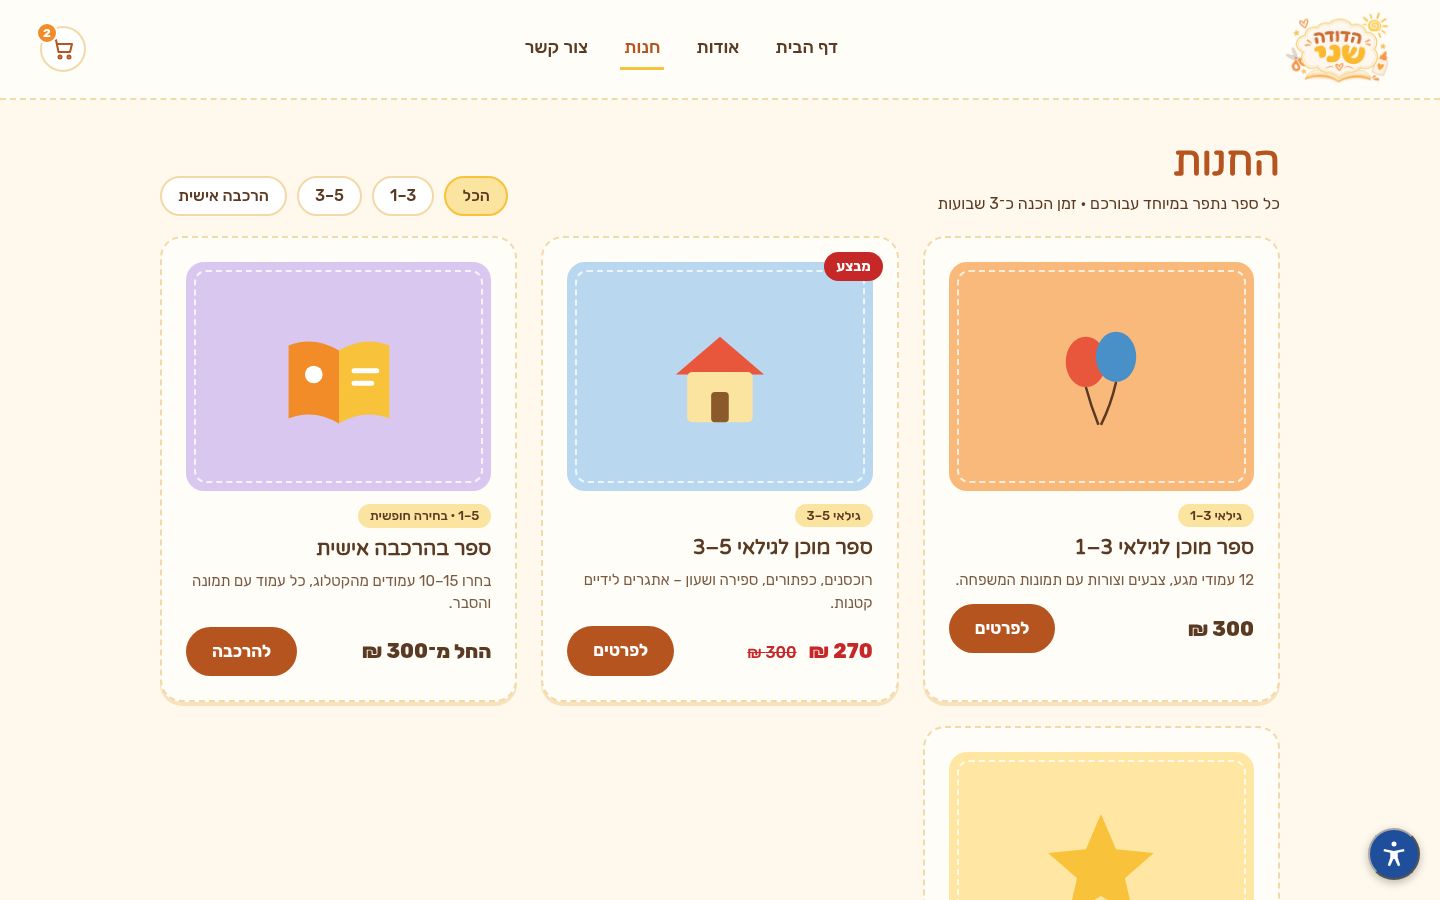 הדודה
שני
דף הבית
אודות
חנות
צור קשר
2
החנות
כל ספר נתפר במיוחד עבורכם • זמן הכנה כ־3 שבועות
הכל
1–3
3–5
הרכבה אישית
גילאי 1–3
ספר מוכן לגילאי 1–3
12 עמודי מגע, צבעים וצורות עם תמונות המשפחה.
300 ₪
לפרטים
מבצע
גילאי 3–5
ספר מוכן לגילאי 3–5
רוכסנים, כפתורים, ספירה ושעון – אתגרים לידיים
קטנות.
270 ₪ 300 ₪
לפרטים
1–5 • בחירה חופשית
ספר בהרכבה אישית
בחרו 10–15 עמודים מהקטלוג, כל עמוד עם תמונה
והסבר.
החל מ־300 ₪
להרכבה